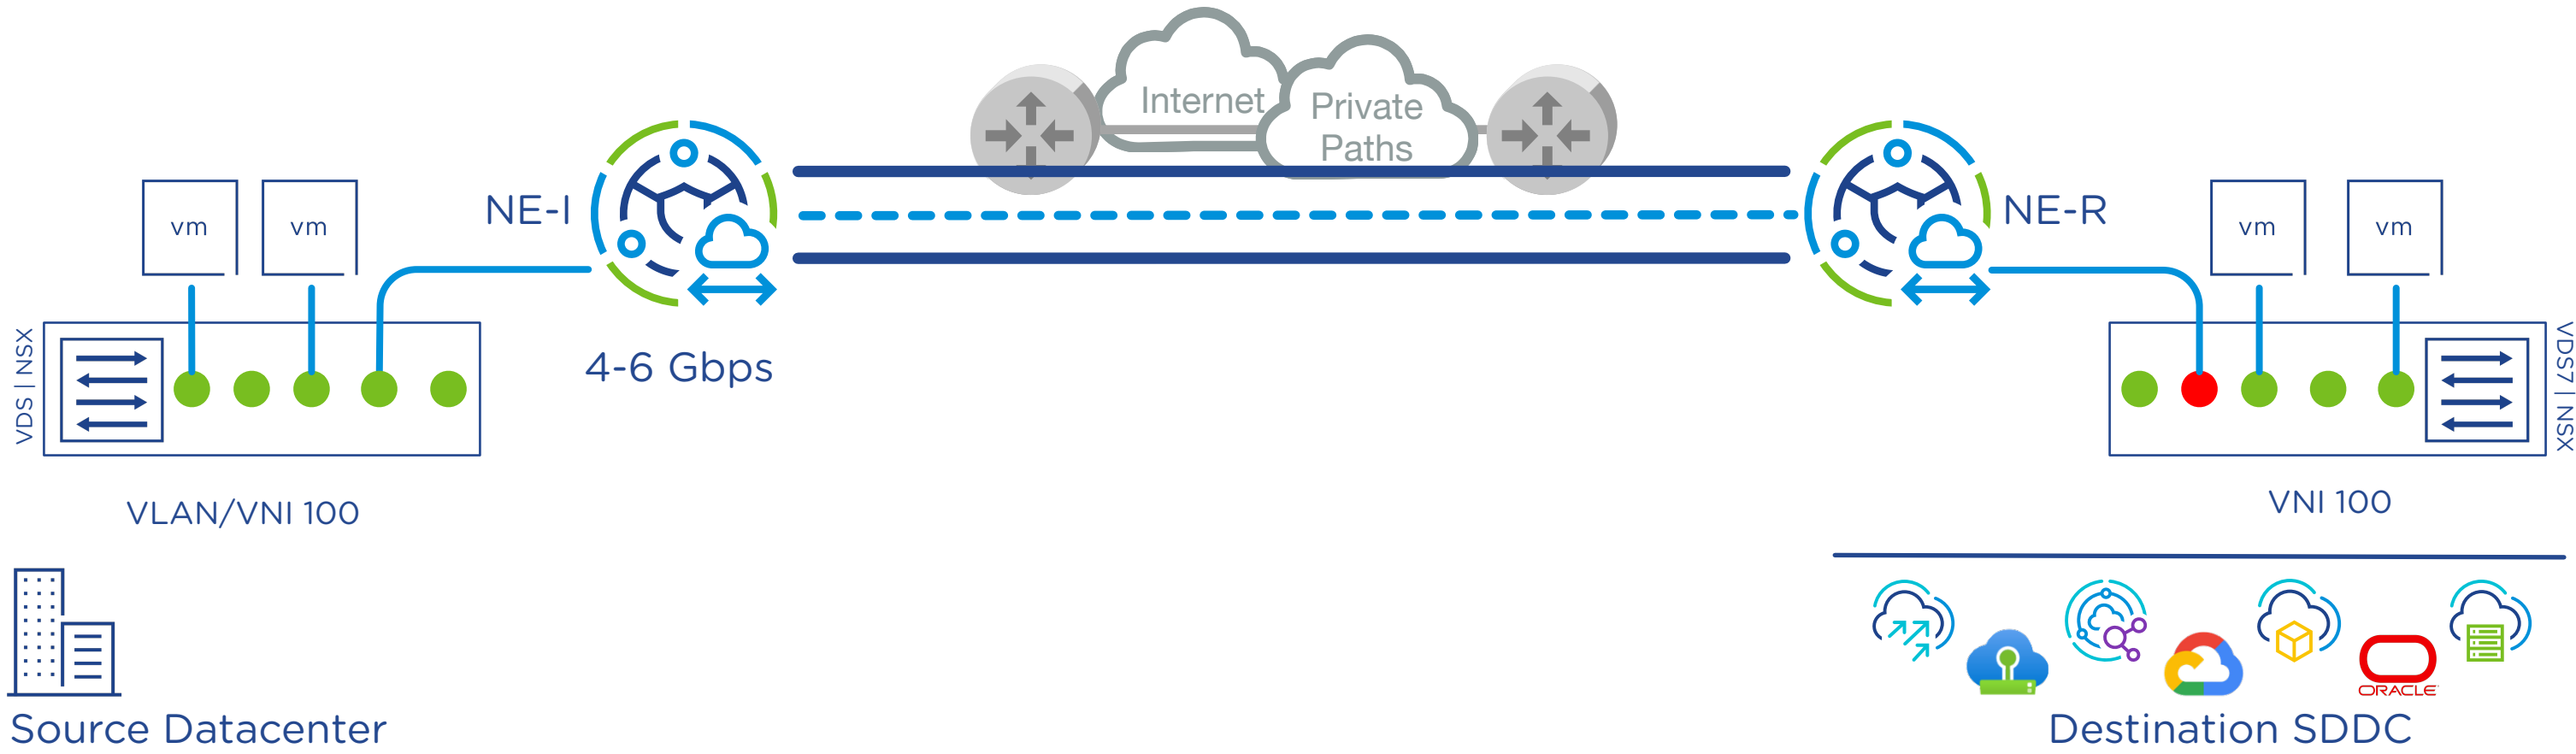 Internet
Private
Paths
NE-I
NE-R
vm
vm
vm
vm
4-6 Gbps
VDS | NSX
VDS7 | NSX
VLAN/VNI 100
VNI 100
ORACLE
Source Datacenter
Destination SDDC